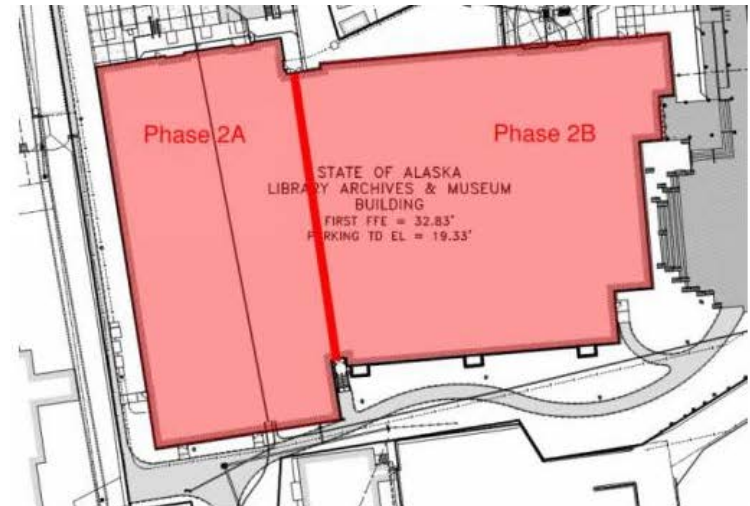 Phase 2A
Phase 2B
STATE OF ALASKA
LIBRARY ARCHIVES & MUSEUM
BUILDING
FIRST FFE = 32.83'
PARKING TD EL = 19.33'